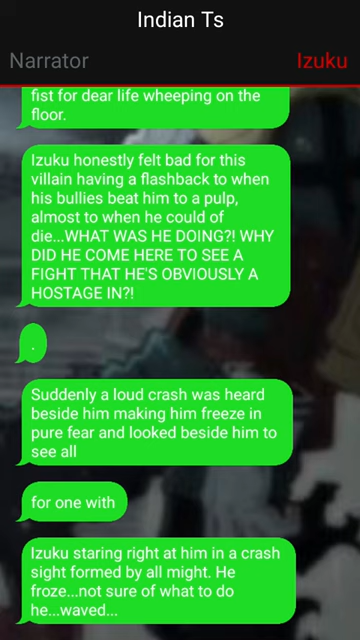 Indian Ts
Narrator
Izuku
fist for dear life wheeping on the
floor.
Izuku honestly felt bad for this
villain having a flashback to when
his bullies beat him to a pulp,
almost to when he could of
die...WHAT WAS HE DOING?! WHY
DID HE COME HERE TO SEE A
FIGHT THAT HE'S OBVIOUSLY A
HOSTAGE IN?!
.
Suddenly a loud crash was heard
beside him making him freeze in
pure fear and looked beside him to
see all
for one with
Izuku staring right at him in a crash
sight formed by all might. He
froze...not sure of what to do
he...waved...